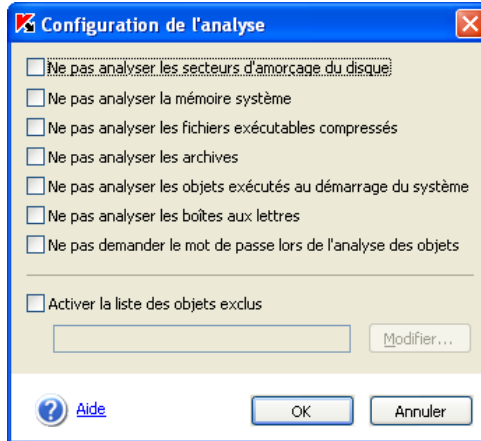 Configuration de l'analyse
Ne pas analyser les secteurs d'amorçage du disque
Ne pas analyser la mémoire système
Ne pas analyser les fichiers exécutables compressés
Ne pas analyser les archives
Ne pas analyser les objets exécutés au démarrage du système
Ne pas analyser les boîtes aux lettres
Ne pas demander le mot de passe lors de l'analyse des objets
Activer la liste des objets exclus
Modifier...
Aide
OK
Annuler